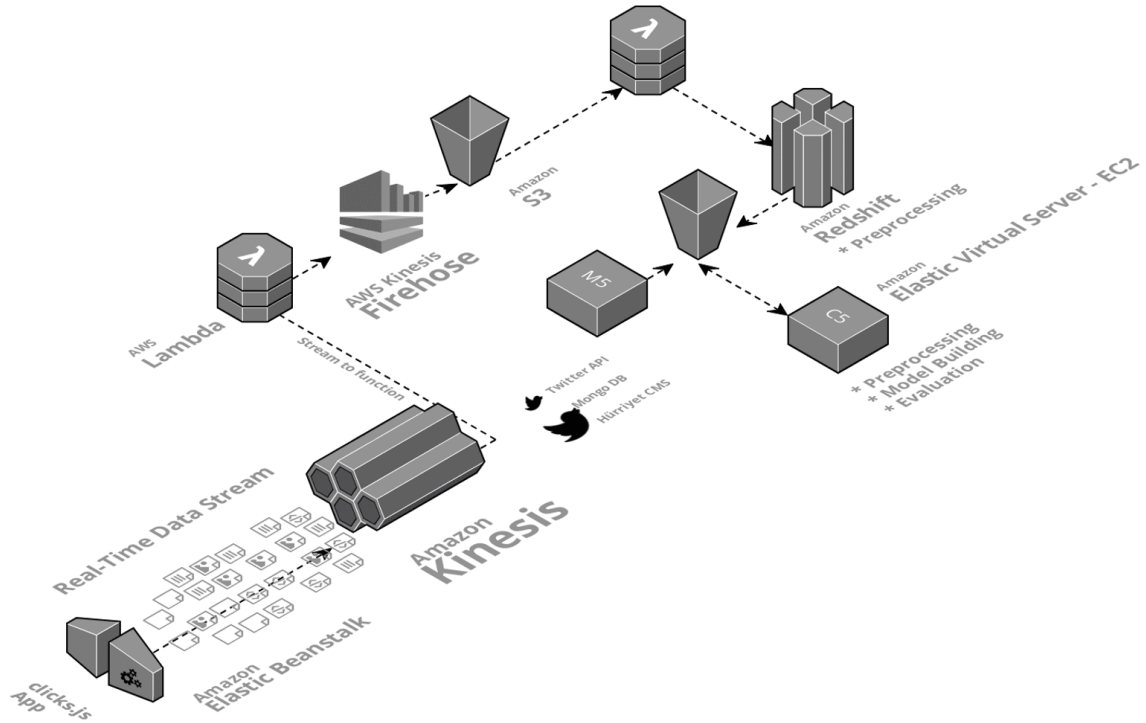 Amazon
S3
Amazon
Redshift
* Preprocessing
AWS Kinesis
Firehose
M5
Amazon
Elastic Virtual Server - EC2
C5
* Preprocessing
* Model Building
* Evaluation
AWS
Lambda
Stream to function
Twitter API
Mongo DB
Hürriyet CMS
Real-Time Data Stream
Amazon
Kinesis
Amazon
Elastic Beanstalk
clicks.js
App